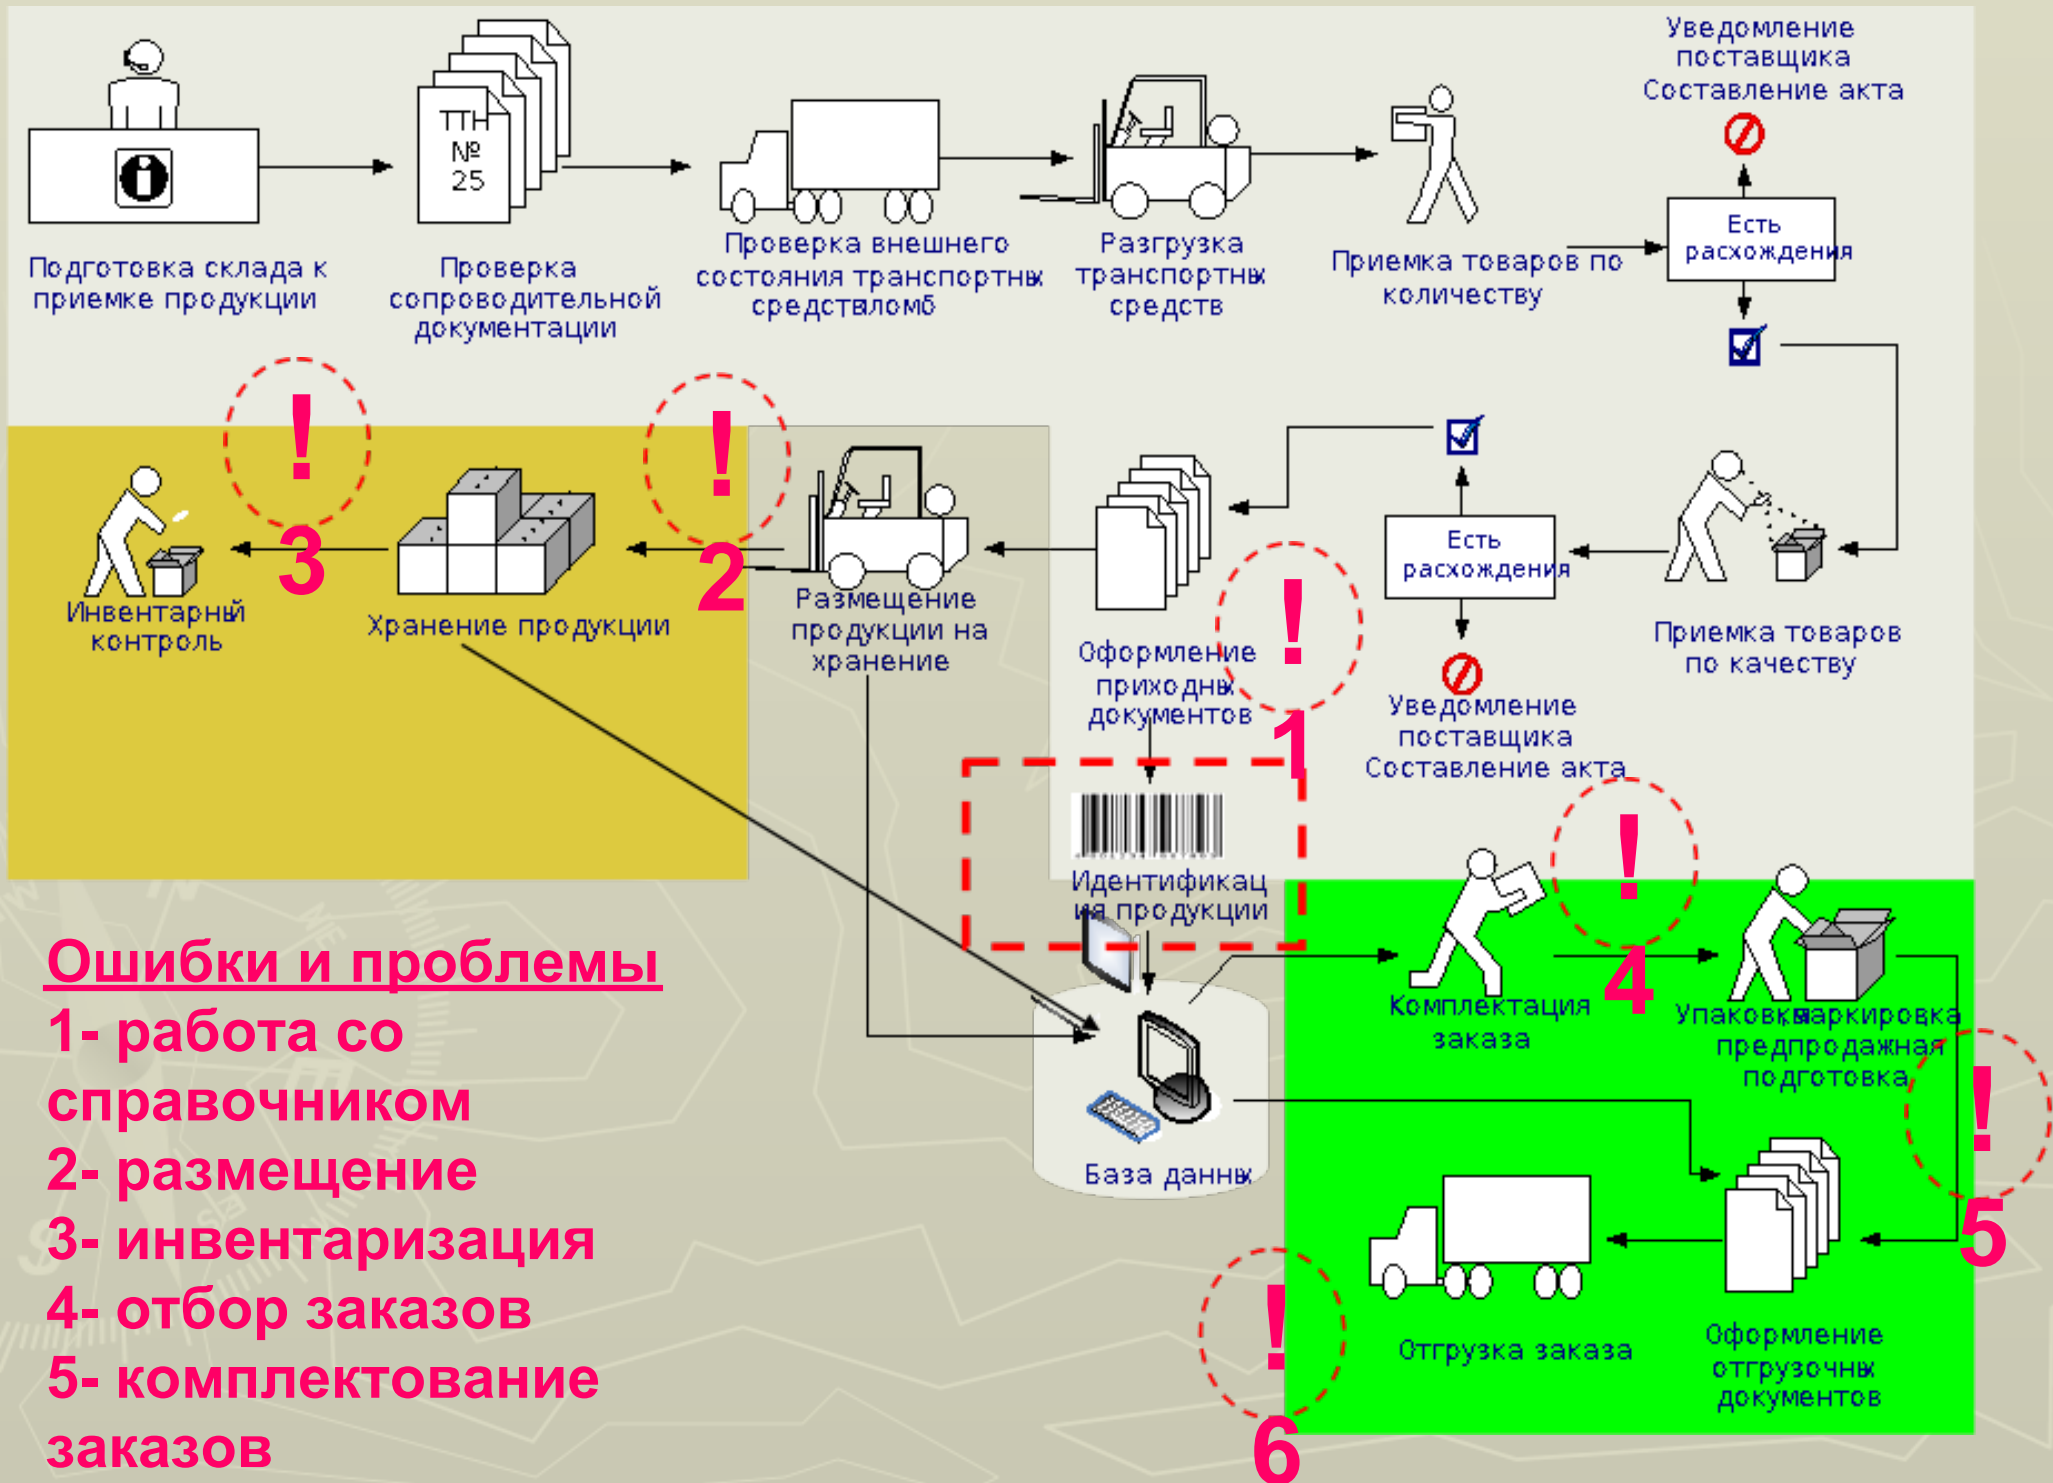 Уведомление
поставщика
Составление акта
ТТН
№
25
Есть
расхождения
Подготовка склада к
приемке продукции
Проверка
сопроводительной
документации
Проверка внешнего
состояния транспортных
средств пломб
Разгрузка
транспортных
средств
Приемка товаров по
количеству
!
3
!
2
Инвентарный
контроль
Хранение продукции
Размещение
продукции на
хранение
Оформление
приходных
документов
!
1
Есть
расхождения
Уведомление
поставщика
Составление акта
Приемка товаров
по качеству
Идентификац
ия продукции
База данных
Комплектация
заказа
!
4
Упаковка маркировка
предпродажная
подготовка
!
5
Отгрузка заказа
Оформление
отгрузочных
документов
!
6
Ошибки и проблемы
1- работа со
справочником
2- размещение
3- инвентаризация
4- отбор заказов
5- комплектование
заказов